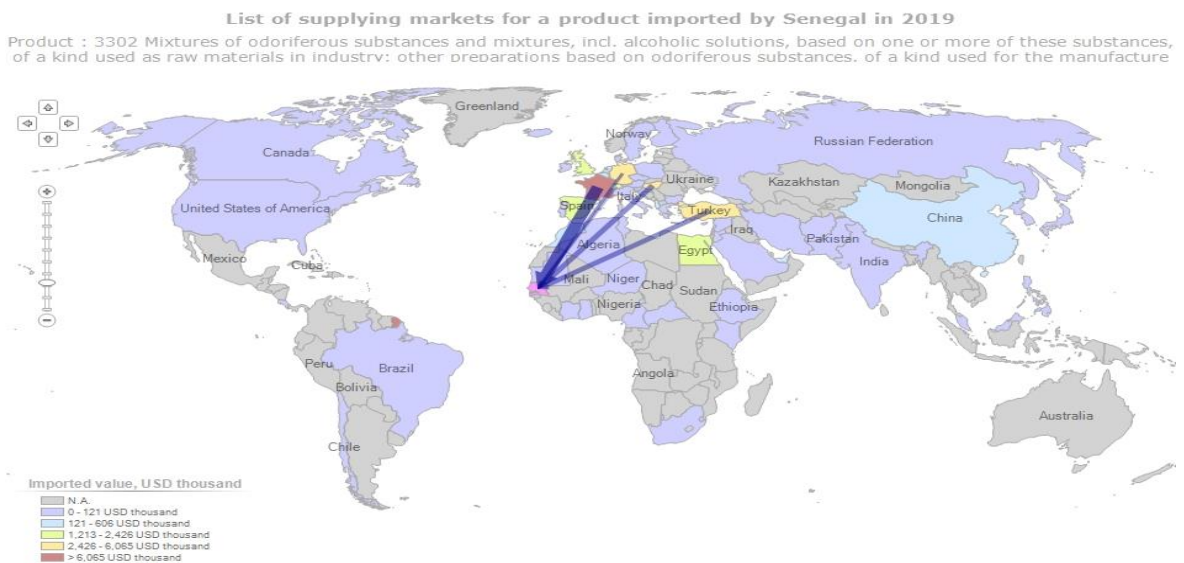 List of supplying markets for a product imported by Senegal in 2019
Product : 3302 Mixtures of odoriferous substances and mixtures, incl. alcoholic solutions, based on one or more of these substances,
of a kind used as raw materials in industry; other preparations based on odoriferous substances, of a kind used for the manufacture
Greenland
Norway
Russian Federation
Canada
Ukraine
Kazakhstan
Mongolia
Italy
United States of America
Spain
Turkey
China
Iraq
Algeria
Pakistan
Egypt
Mexico
India
Cuba
Mali
Niger
Chad
Sudan
Nigeria
Ethiopia
Peru
Brazil
Angola
Bolivia
Australia
Chile
Imported value, USD thousand
N.A.
0 - 121 USD thousand
121 - 606 USD thousand
1,213 - 2,426 USD thousand
2,426 - 6,065 USD thousand
> 6,065 USD thousand